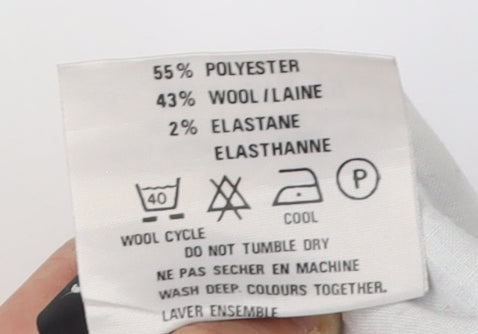 55% POLYESTER
43% WOOL/LAINE
2% ELASTANE
ELASTHANNE
40 P
COOL
WOOL CYCLE
DO NOT TUMBLE DRY
NE PAS SECHER EN MACHINE
WASH DEEP. COLOURS TOGETHER.
LAVER ENSEMBLE